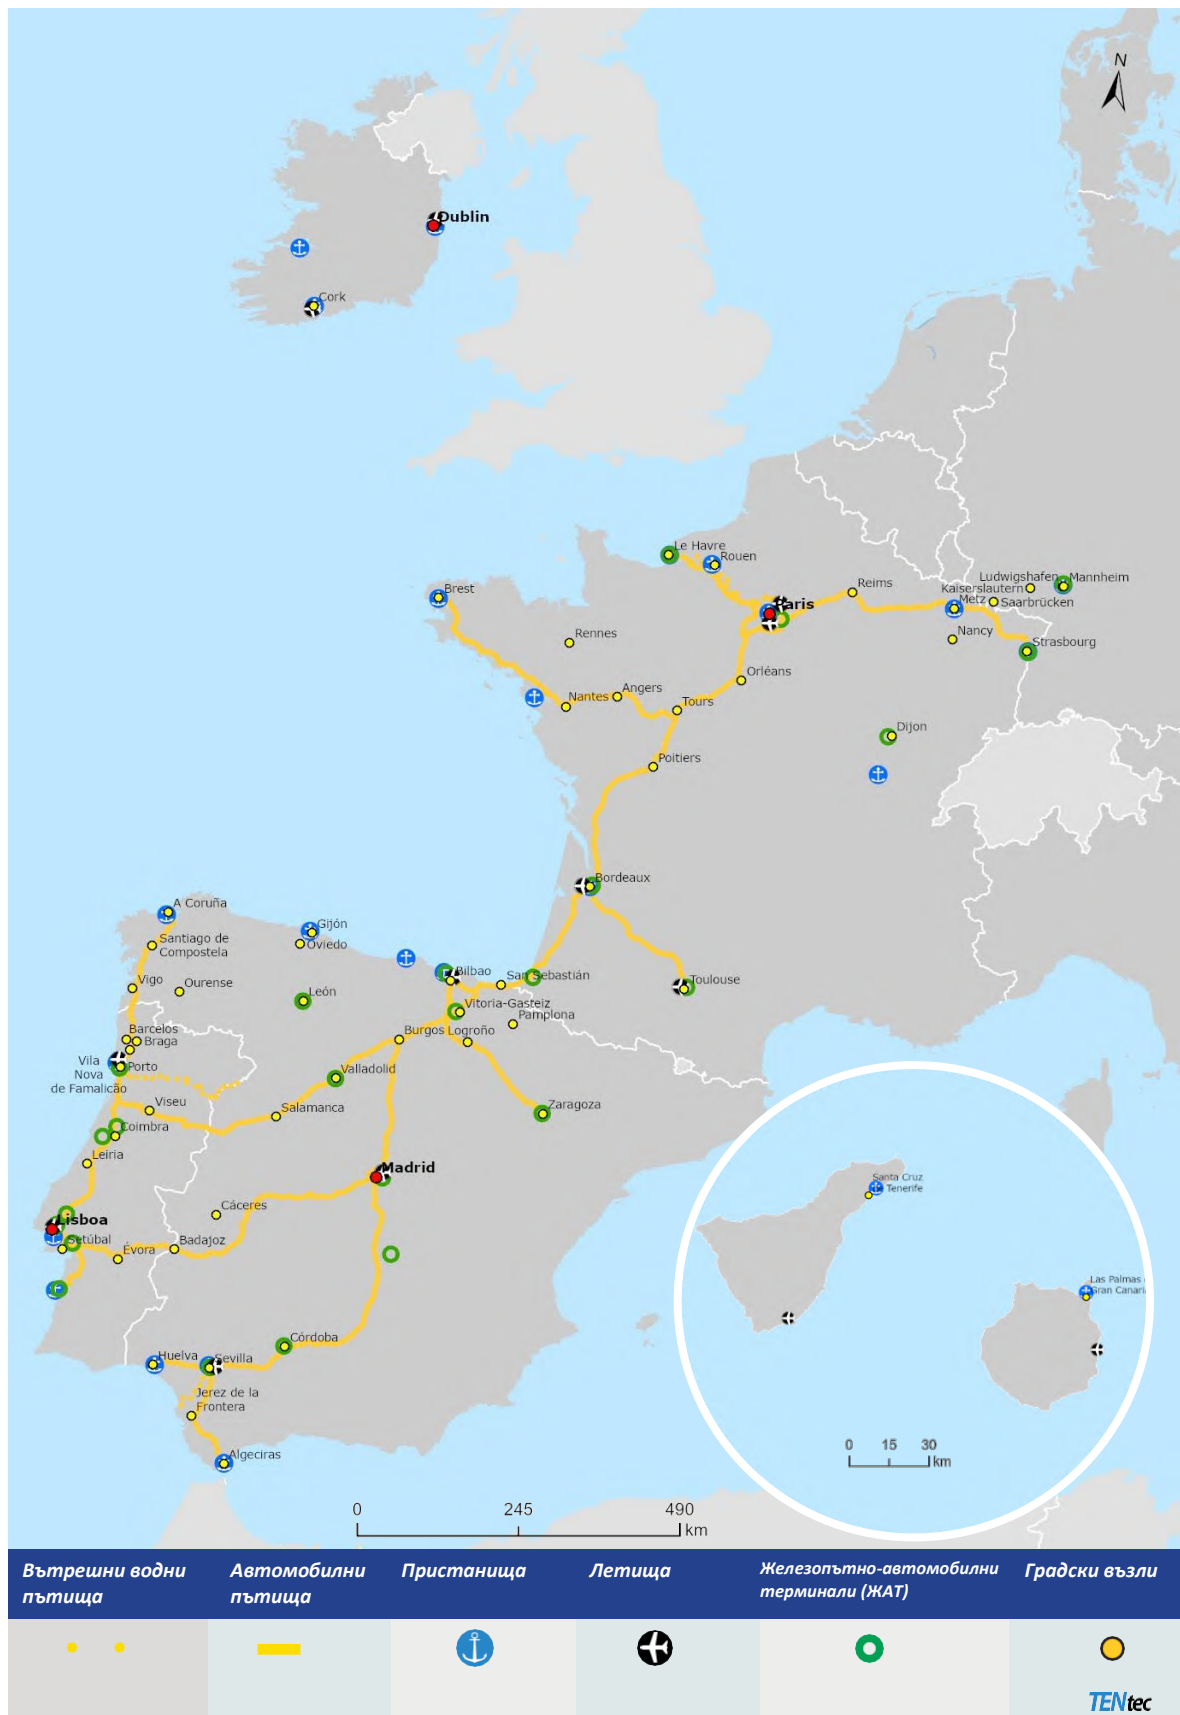 N
Dublin
Cork
Le Havre
Rouen
Brest
Paris
Reims
Ludwigshafen
Mannheim
Kaiserslautern
Metz
Saarbrücken
Rennes
Nancy
Strasbourg
Orléans
Nantes
Angers
Tours
Dijon
Poitiers
Bordeaux
A Coruña
Gijón
Santiago de
Compostela
Oviedo
Bilbao
San Sebastián
Toulouse
Vigo
Ourense
León
Vitoria-Gasteiz
Pamplona
Barcelos
Braga
Burgos
Logroño
Vila
Nova
de Famalicão
Porto
Valladolid
Viseu
Salamanca
Zaragoza
Coimbra
Leiria
Madrid
Santa Cruz
de Tenerife
Cáceres
Lisboa
Setúbal
Évora
Badajoz
Las Palmas
Gran Canari
Córdoba
Huelva
Sevilla
Jerez de la
Frontera
Algeciras
0 15 30
km
0 245 490
km
Вътрешни водни
пътища
Автомобилни
пътища
Пристанища
Летища
Железопътно-автомобилни
терминали (ЖАТ)
Градски възли
TENtec